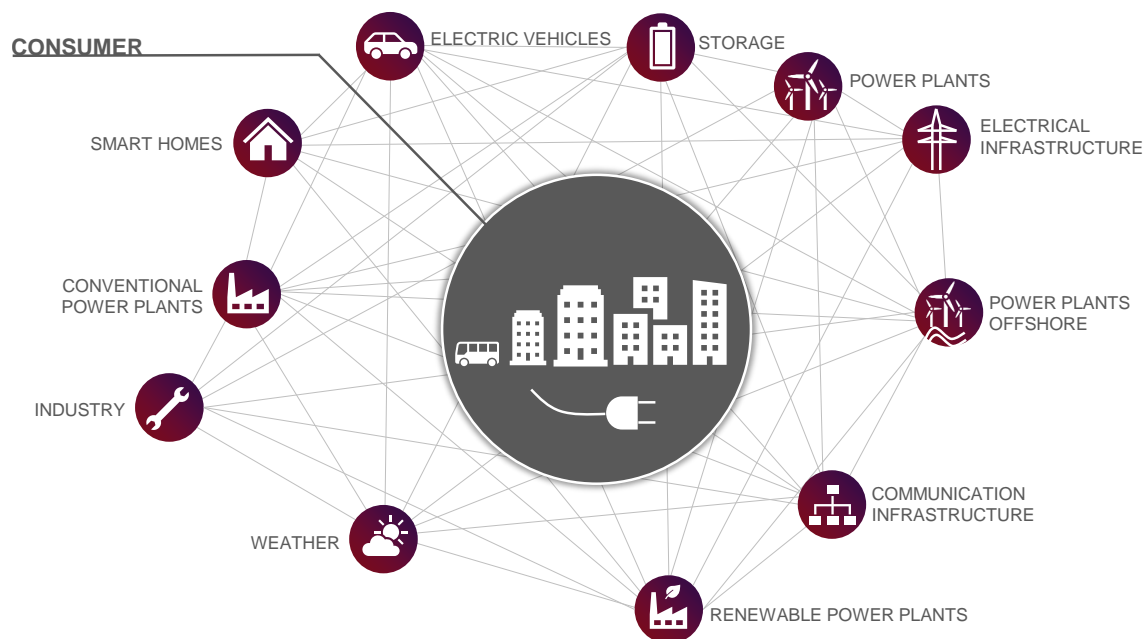 CONSUMER
ELECTRIC VEHICLES
STORAGE
POWER PLANTS
SMART HOMES
ELECTRICAL
INFRASTRUCTURE
CONVENTIONAL
POWER PLANTS
POWER PLANTS
OFFSHORE
INDUSTRY
COMMUNICATION
INFRASTRUCTURE
WEATHER
RENEWABLE POWER PLANTS